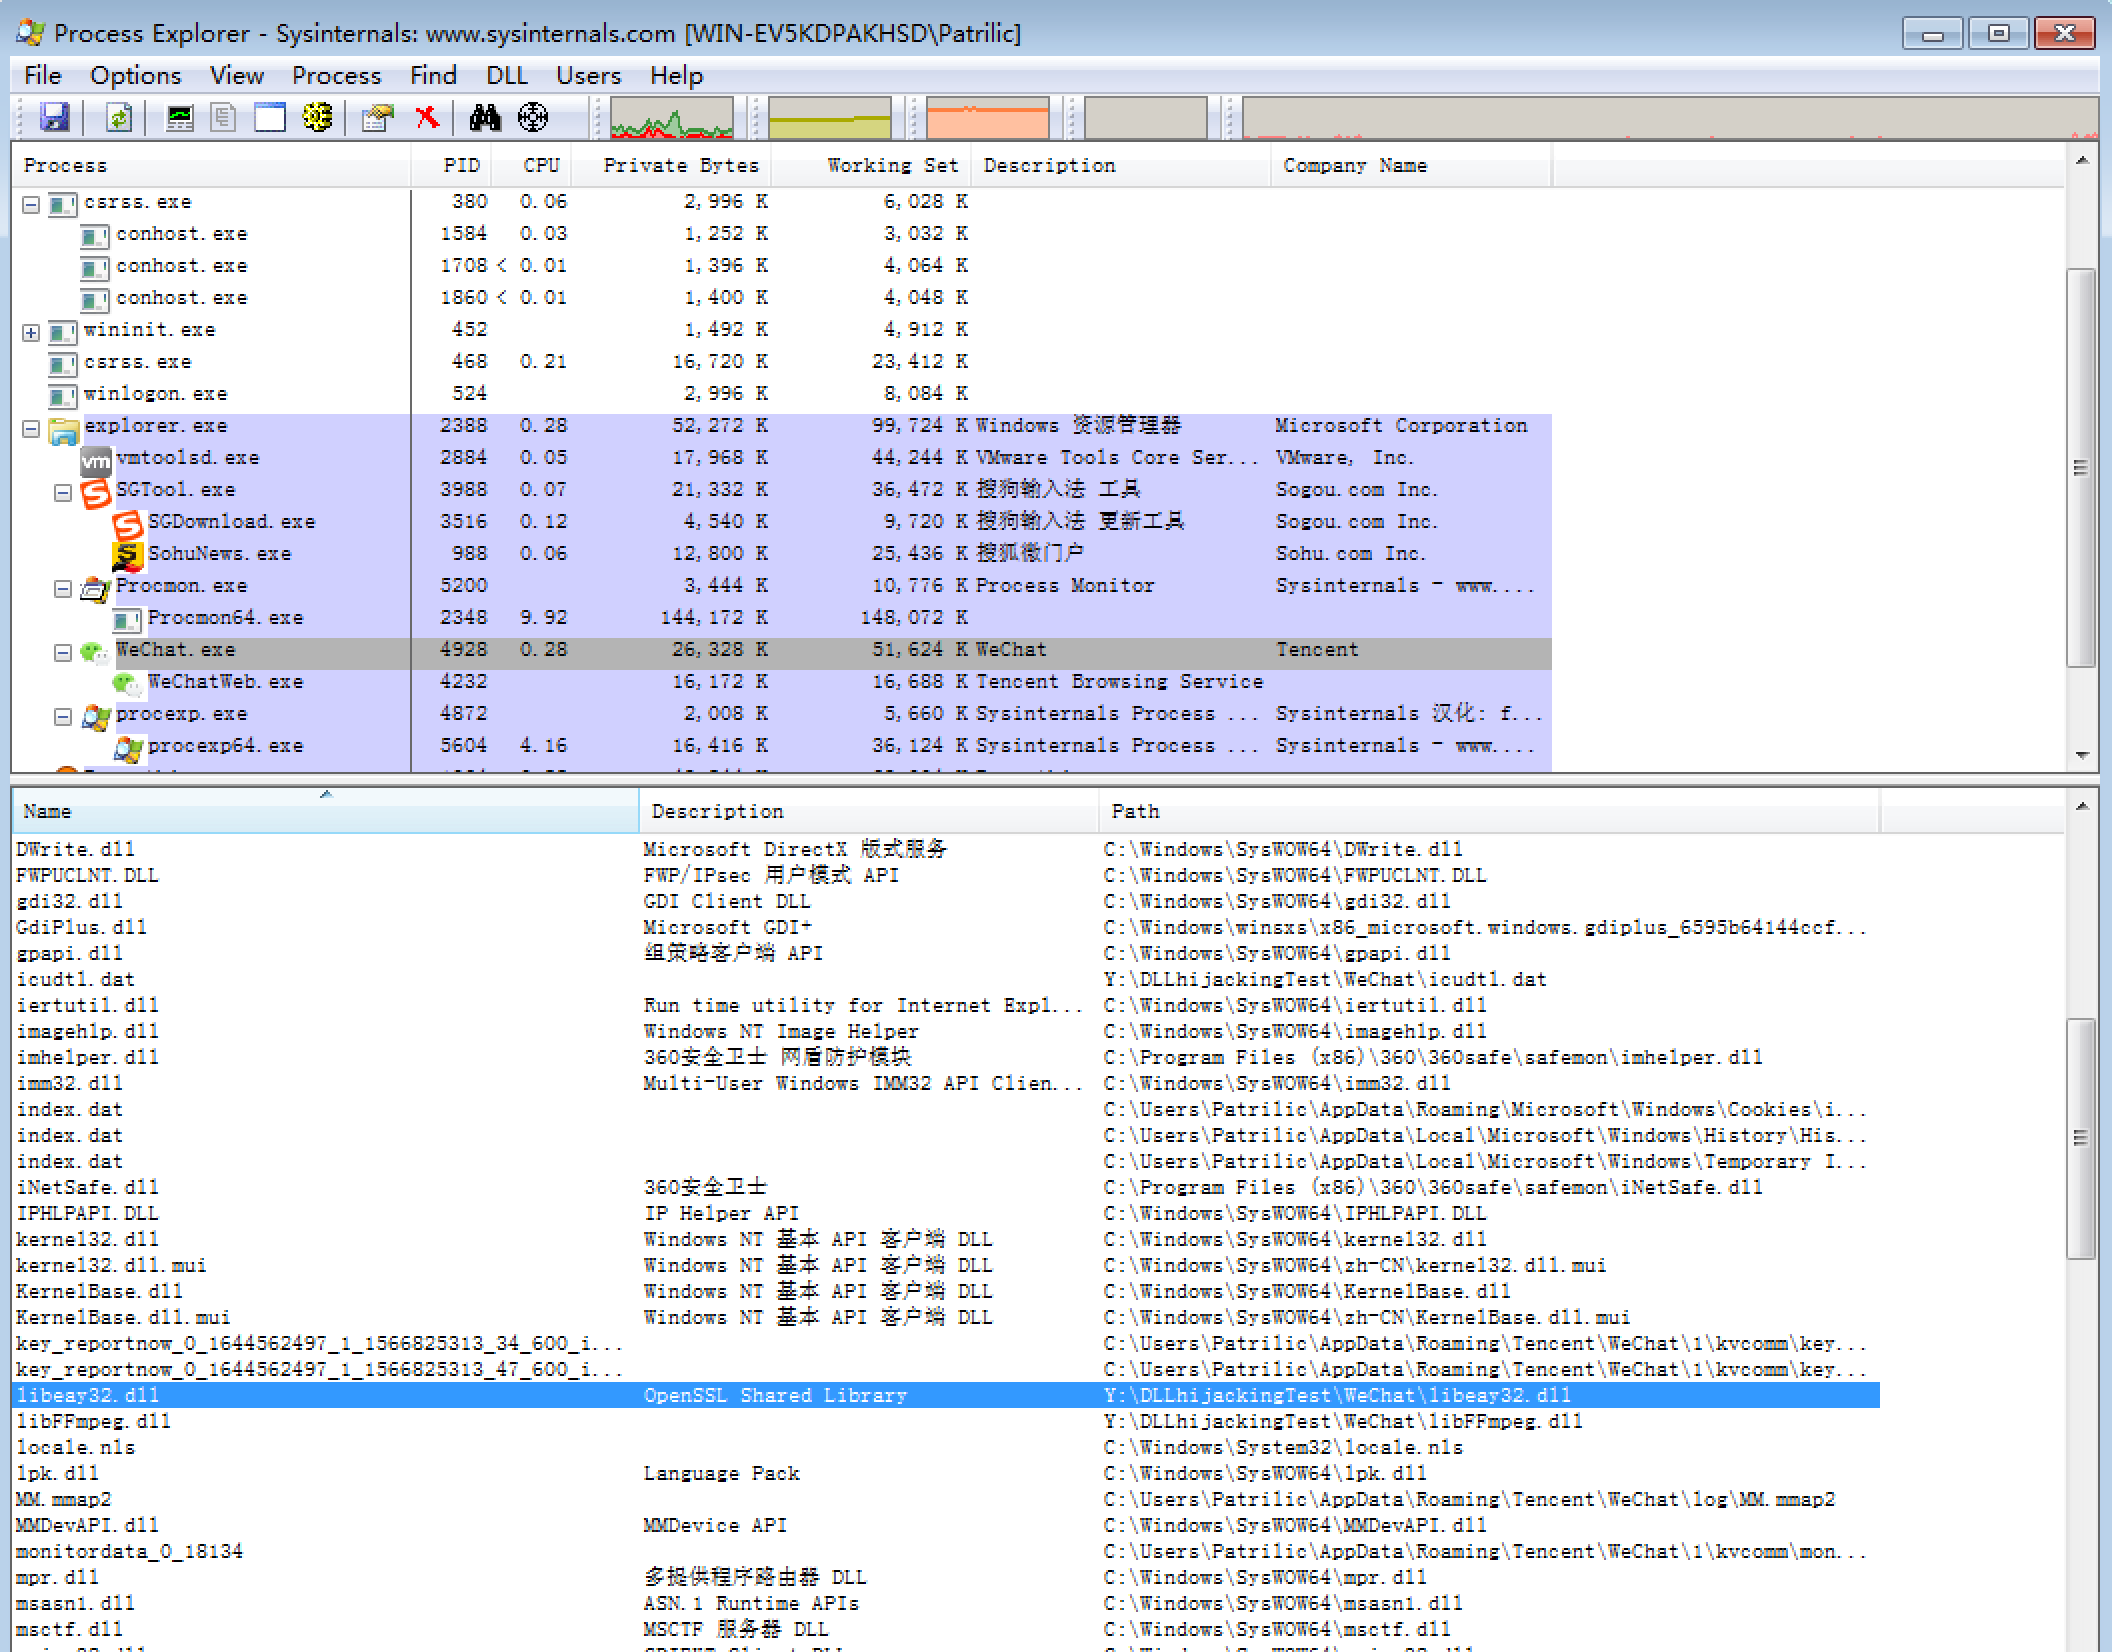 Process Explorer - Sysinternals: www.sysinternals.com [WIN-EV5KDPAKHSD\Patrilic]
File Options View Process Find DLL Users Help
Process PID CPU Private Bytes Working Set Description Company Name
csrss.exe 380 0.06 2,996 K 6,028 K
conhost.exe 1584 0.03 1,252 K 3,032 K
conhost.exe 1708 < 0.01 1,396 K 4,064 K
conhost.exe 1860 < 0.01 1,400 K 4,048 K
wininit.exe 452 1,492 K 4,912 K
csrss.exe 468 0.21 16,720 K 23,412 K
winlogon.exe 524 2,996 K 8,084 K
explorer.exe 2388 0.28 52,272 K 99,724 K Windows 资源管理器 Microsoft Corporation
vm vmtoolsd.exe 2884 0.05 17,968 K 44,244 K VMware Tools Core Ser... VMware, Inc.
SGTool.exe 3988 0.07 21,332 K 36,472 K 搜狗输入法 工具 Sogou.com Inc.
SGDownload.exe 3516 0.12 4,540 K 9,720 K 搜狗输入法 更新工具 Sogou.com Inc.
SohuNews.exe 988 0.06 12,800 K 25,436 K 搜狐微门户 Sohu.com Inc.
Procmon.exe 5200 3,444 K 10,776 K Process Monitor Sysinternals - www....
Procmon64.exe 2348 9.92 144,172 K 148,072 K
WeChat.exe 4928 0.28 26,328 K 51,624 K WeChat Tencent
WeChatWeb.exe 4232 16,172 K 16,688 K Tencent Browsing Service
procexp.exe 4872 2,008 K 5,660 K Sysinternals Process ... Sysinternals 汉化: f...
procexp64.exe 5604 4.16 16,416 K 36,124 K Sysinternals Process ... Sysinternals - www....
Name Description Path
DWrite.dll Microsoft DirectX 版式服务 C:\Windows\SysWOW64\DWrite.dll
FWPUCLNT.DLL FWP/IPsec 用户模式 API C:\Windows\SysWOW64\FWPUCLNT.DLL
gdi32.dll GDI Client DLL C:\Windows\SysWOW64\gdi32.dll
GdiPlus.dll Microsoft GDI+ C:\Windows\winsxs\x86_microsoft.windows.gdiplus_6595b64144ccf...
gpapi.dll 组策略客户端 API C:\Windows\SysWOW64\gpapi.dll
icudtl.dat Y:\DLLhijackingTest\WeChat\icudtl.dat
iertutil.dll Run time utility for Internet Expl... C:\Windows\SysWOW64\iertutil.dll
imagehlp.dll Windows NT Image Helper C:\Windows\SysWOW64\imagehlp.dll
imhelper.dll 360安全卫士 网盾防护模块 C:\Program Files (x86)\360\360safe\safemon\imhelper.dll
imm32.dll Multi-User Windows IMM32 API Clien... C:\Windows\SysWOW64\imm32.dll
index.dat C:\Users\Patrilic\AppData\Roaming\Microsoft\Windows\Cookies\i...
index.dat C:\Users\Patrilic\AppData\Local\Microsoft\Windows\History\His...
index.dat C:\Users\Patrilic\AppData\Local\Microsoft\Windows\Temporary I...
iNetSafe.dll 360安全卫士 C:\Program Files (x86)\360\360safe\safemon\iNetSafe.dll
IPHLPAPI.DLL IP Helper API C:\Windows\SysWOW64\IPHLPAPI.DLL
kernel32.dll Windows NT 基本 API 客户端 DLL C:\Windows\SysWOW64\kernel32.dll
kernel32.dll.mui Windows NT 基本 API 客户端 DLL C:\Windows\SysWOW64\zh-CN\kernel32.dll.mui
KernelBase.dll Windows NT 基本 API 客户端 DLL C:\Windows\SysWOW64\KernelBase.dll
KernelBase.dll.mui Windows NT 基本 API 客户端 DLL C:\Windows\SysWOW64\zh-CN\KernelBase.dll.mui
key_reportnow_0_1644562497_1_1566825313_34_600_i... C:\Users\Patrilic\AppData\Roaming\Tencent\WeChat\1\kvcomm\key...
key_reportnow_0_1644562497_1_1566825313_47_600_i... C:\Users\Patrilic\AppData\Roaming\Tencent\WeChat\1\kvcomm\key...
libeay32.dll OpenSSL Shared Library Y:\DLLhijackingTest\WeChat\libeay32.dll
libFFmpeg.dll Y:\DLLhijackingTest\WeChat\libFFmpeg.dll
locale.nls C:\Windows\System32\locale.nls
lpk.dll Language Pack C:\Windows\SysWOW64\lpk.dll
MM.mmap2 C:\Users\Patrilic\AppData\Roaming\Tencent\WeChat\log\MM.mmap2
MMDevAPI.dll MMDevice API C:\Windows\SysWOW64\MMDevAPI.dll
monitordata_0_18134 C:\Users\Patrilic\AppData\Roaming\Tencent\WeChat\1\kvcomm\mon...
mpr.dll 多提供程序路由器 DLL C:\Windows\SysWOW64\mpr.dll
msasn1.dll ASN.1 Runtime APIs C:\Windows\SysWOW64\msasn1.dll
msctf.dll MSCTF 服务器 DLL C:\Windows\SysWOW64\msctf.dll